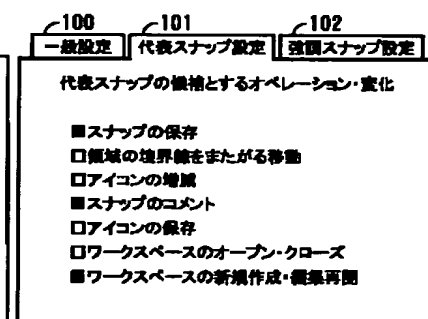 100 101 102
一般設定 代表スナップ設定 強調スナップ設定
代表スナップの候補とするオペレーション・変化
■スナップの保存
□領域の境界線をまたがる移動
□アイコンの増減
■スナップのコメント
□アイコンの保存
□ワークスペースのオープン・クローズ
■ワークスペースの新規作成・編集再開